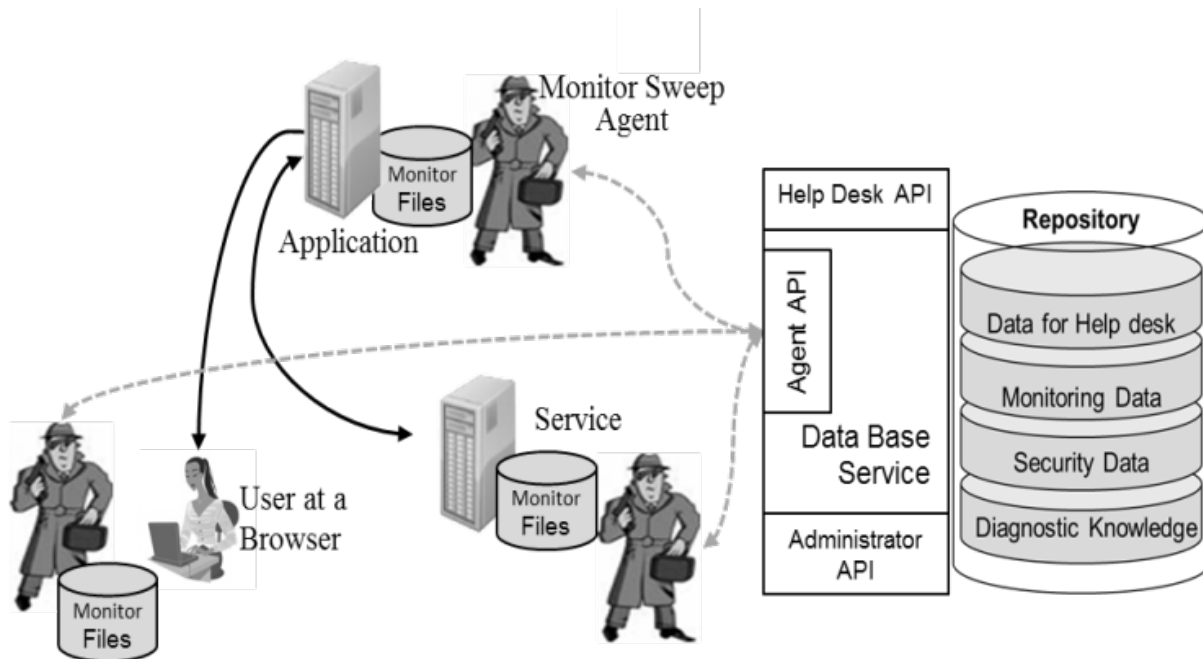 Monitor Sweep
Agent
Monitor
Files
Application
Help Desk API
Repository
Agent API
Data for Help desk
Monitoring Data
Service
Data Base
Service
Security Data
Monitor
Files
User at a
Browser
Diagnostic Knowledge
Administrator
API
Monitor
Files